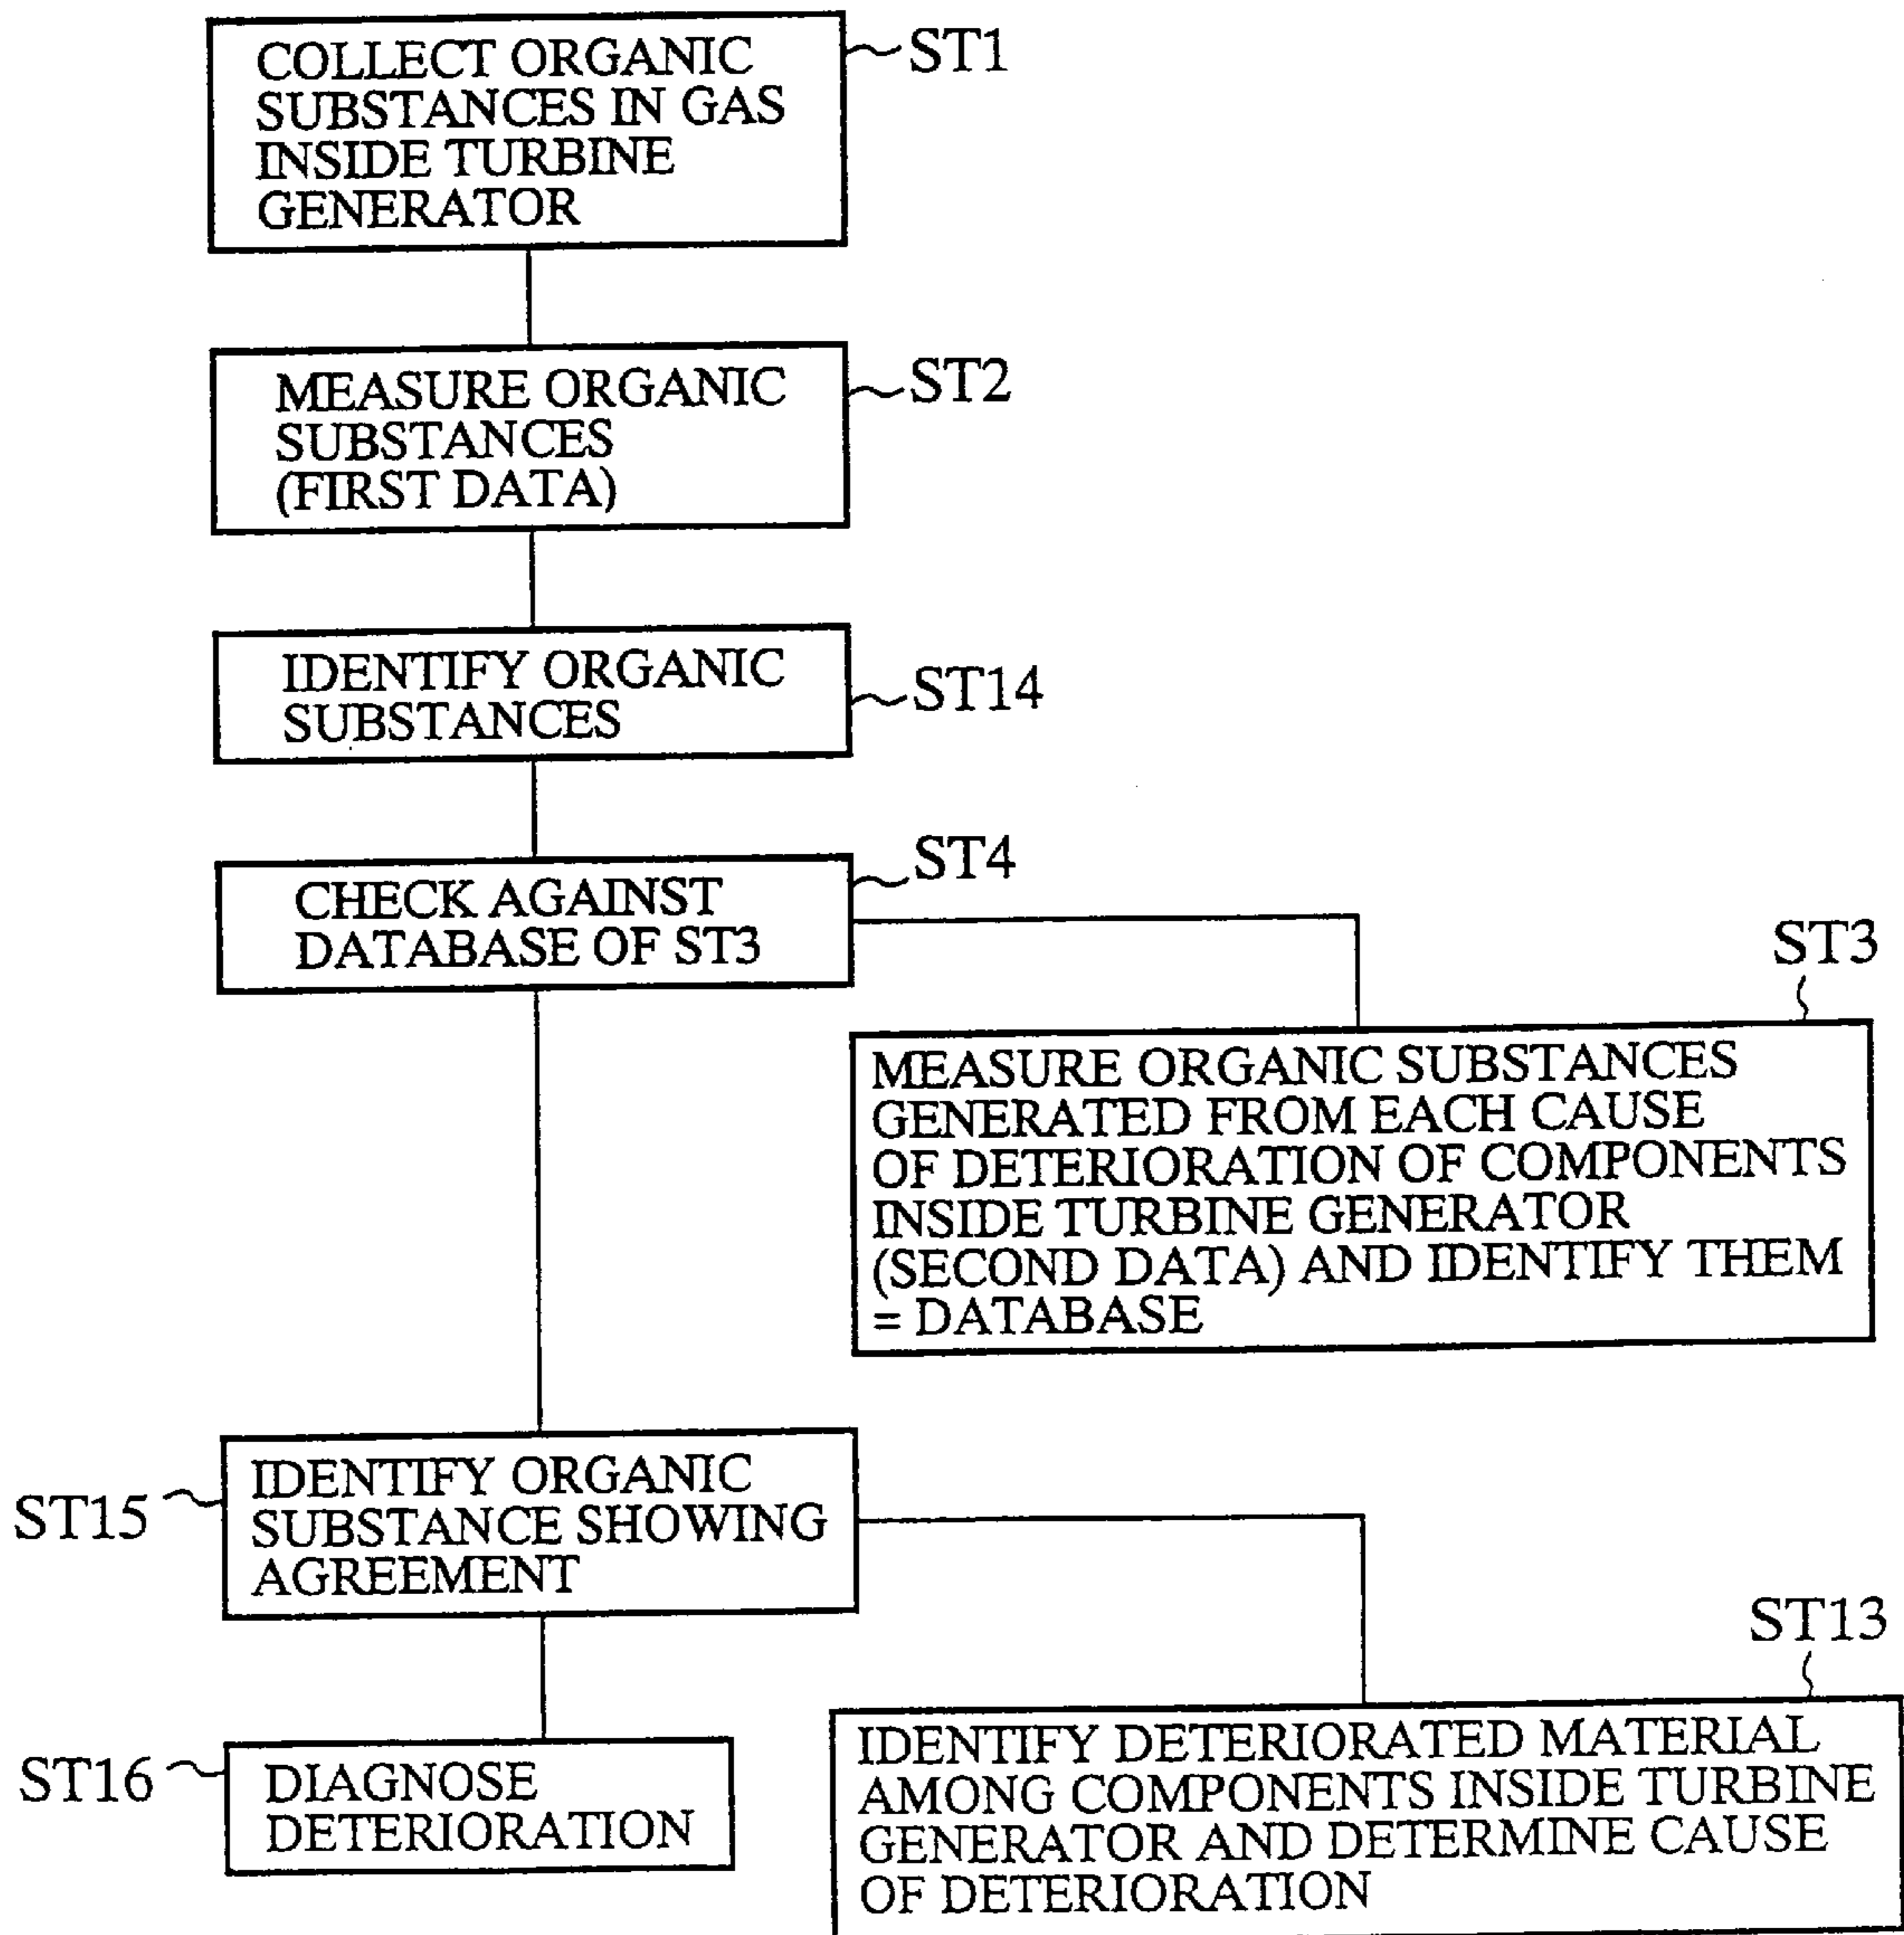 COLLECT ORGANIC
SUBSTANCES IN GAS
INSIDE TURBINE
GENERATOR
ST1
MEASURE ORGANIC
SUBSTANCES
(FIRST DATA)
ST2
IDENTIFY ORGANIC
SUBSTANCES
ST14
CHECK AGAINST
DATABASE OF ST3
ST4
ST3
MEASURE ORGANIC SUBSTANCES
GENERATED FROM EACH CAUSE
OF DETERIORATION OF COMPONENTS
INSIDE TURBINE GENERATOR
(SECOND DATA) AND IDENTIFY THEM
= DATABASE
ST15
IDENTIFY ORGANIC
SUBSTANCE SHOWING
AGREEMENT
ST13
IDENTIFY DETERIORATED MATERIAL
AMONG COMPONENTS INSIDE TURBINE
GENERATOR AND DETERMINE CAUSE
OF DETERIORATION
ST16
DIAGNOSE
DETERIORATION